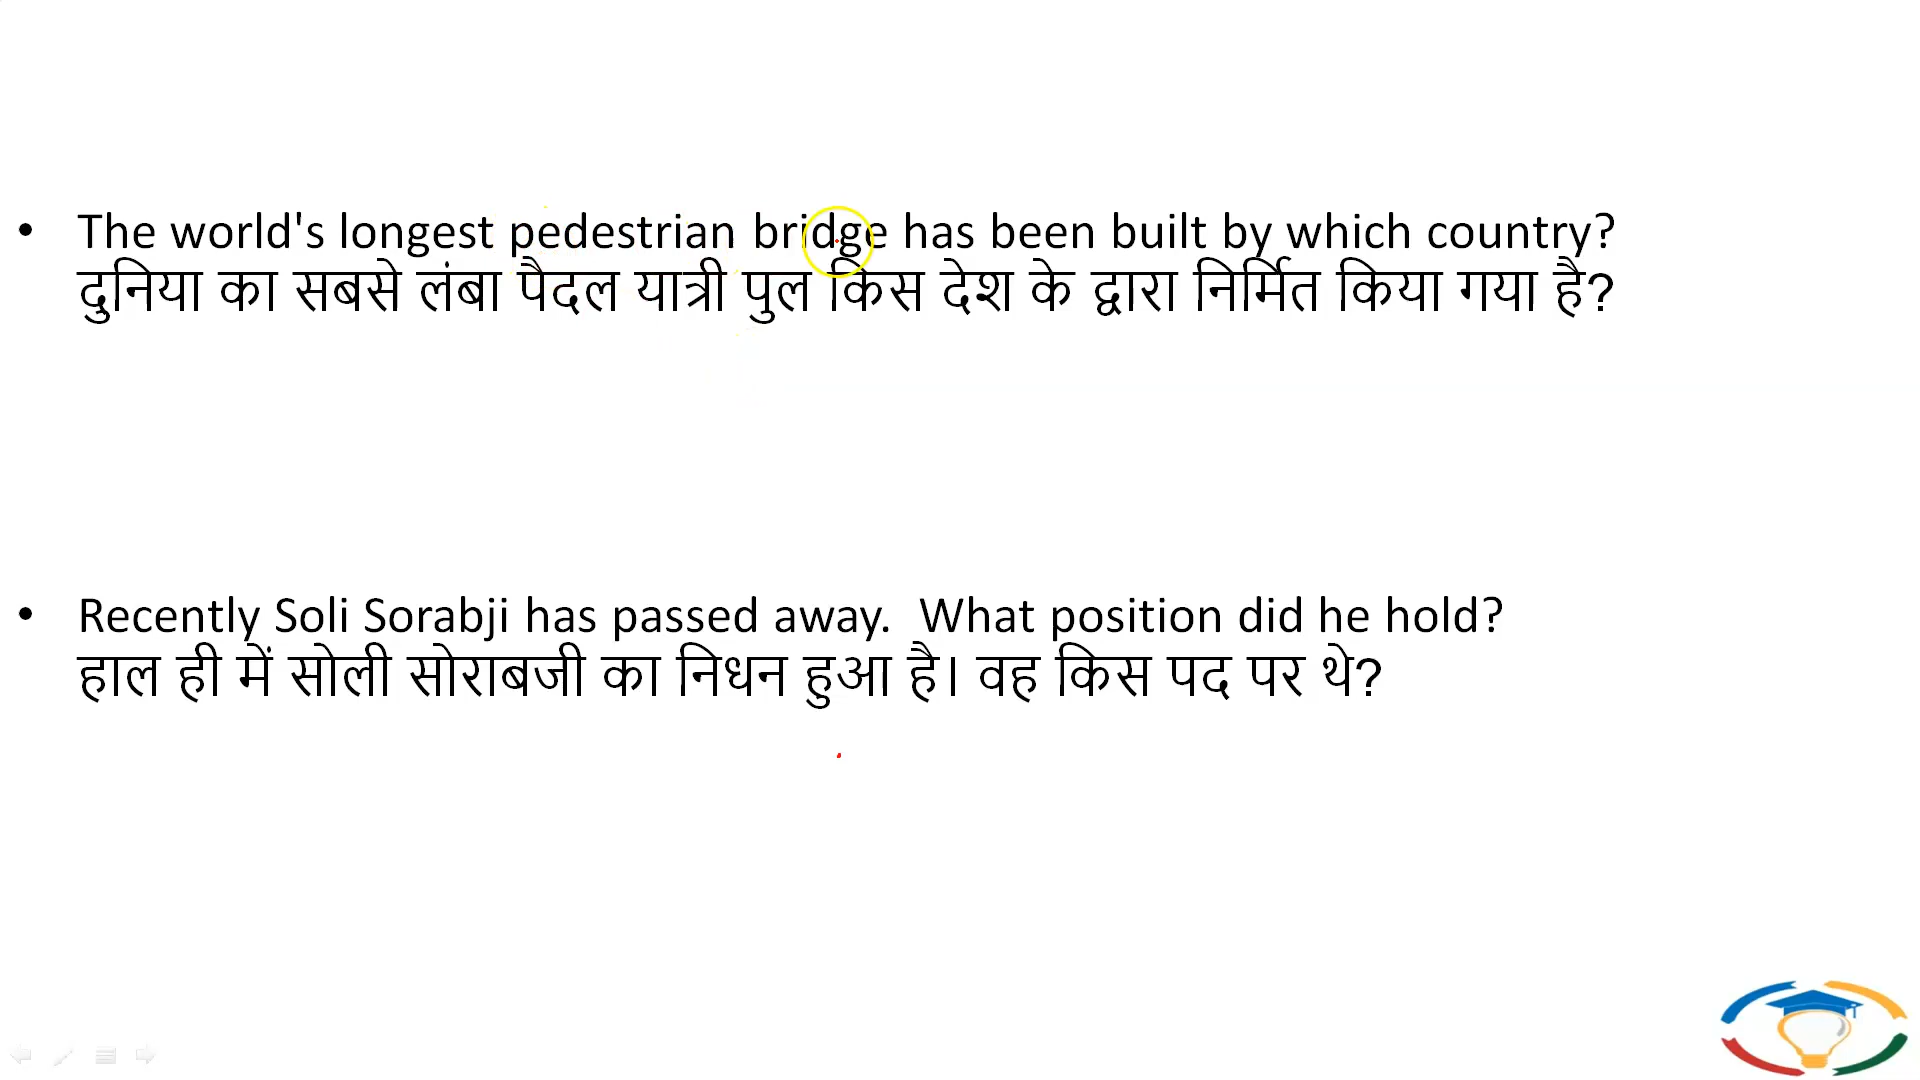 • The world's longest pedestrian bridge has been built by which country?
दुनिया का सबसे लंबा पैदल यात्री पुल किस देश के द्वारा निर्मित किया गया है?
• Recently Soli Sorabji has passed away.  What position did he hold?
हाल ही में सोली सोराबजी का निधन हुआ है। वह किस पद पर थे?